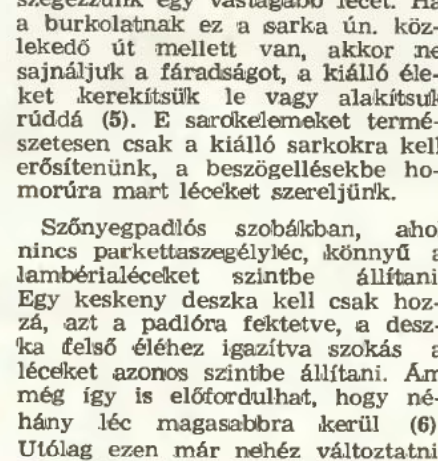 szegezzünk egy vastagabb lécet. Ha
a burkolatnak ez a sarka ún. köz-
lekedő út mellett van, akkor ne
sajnáljuk a fáradságot, a kiálló éle-
ket kerekítsük le vagy alakítsuk
rúddá (5). E sarokelemeket termé-
szetesen csak a kiálló sarkokra kell
erősítenünk, a beszögellésekbe ho-
morúra mart léceket szereljünk.
Szőnyegpadlós szobákban, aho
nincs parkettaszegélyléc, könnyű a
lambérialéceket szintbe állítani
Egy keskeny deszka kell csak hoz-
zá, azt a padlóra fektetve, a desz-
ka felső éléhez igazítva szokás a
léceket azonos szintbe állítani. Ám
még így is előfordulhat, hogy né-
hány léc magasabbra kerül (6)
Utólag ezen már nehéz változtatni